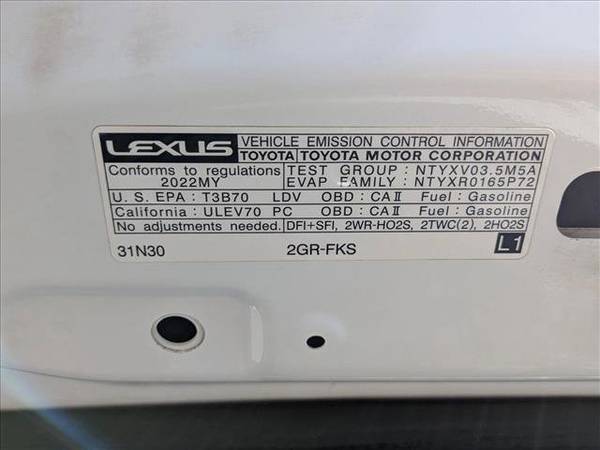 LEXUS VEHICLE EMISSION CONTROL INFORMATION
TOYOTA TOYOTA MOTOR CORPORATION
Conforms to regulations TEST GROUP : NTYXV03.5M5A
2022MY EVAP FAMILY : NTYXR0165P72
U. S. EPA : T3B70 LDV OBD : CAⅡ Fuel : Gasoline
California : ULEV70 PC OBD : CAⅡ Fuel : Gasoline
No adjustments needed. DFI+SFI, 2WR-HO2S, 2TWC(2), 2HO2S
31N30 2GR-FKS L1